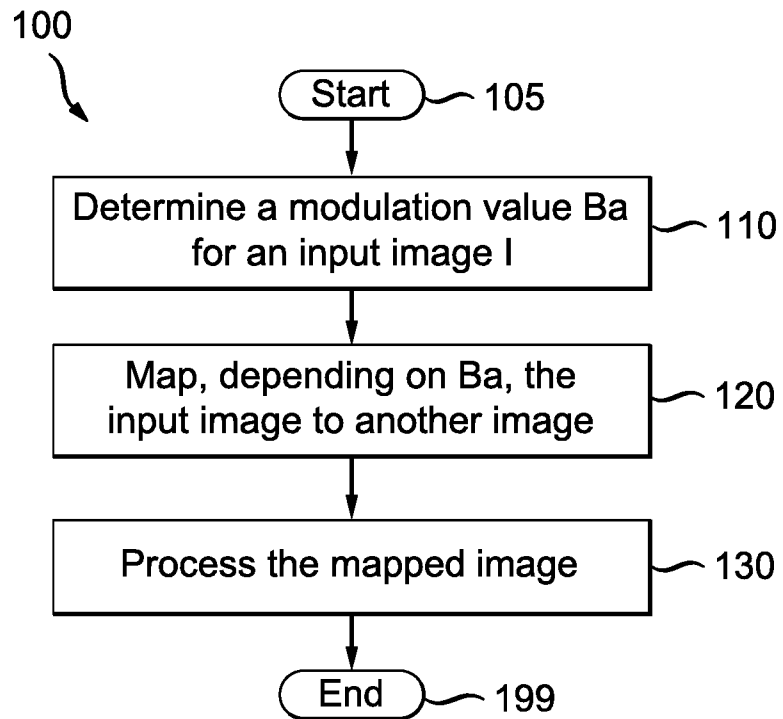 100
Start
105
Determine a modulation value Ba
for an input image I
110
Map, depending on Ba, the
input image to another image
120
Process the mapped image
130
End
199